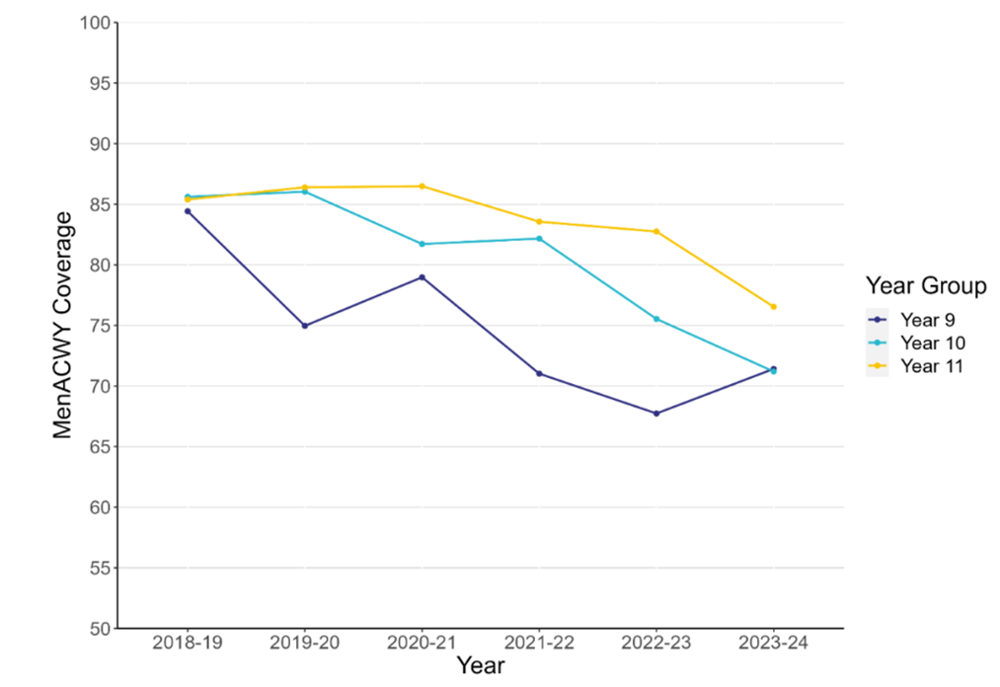 100
95
90
85
80
75
70
65
60
55
50
MenACWY Coverage
2018-19 2019-20 2020-21 2021-22 2022-23 2023-24
Year
Year Group
Year 9
Year 10
Year 11